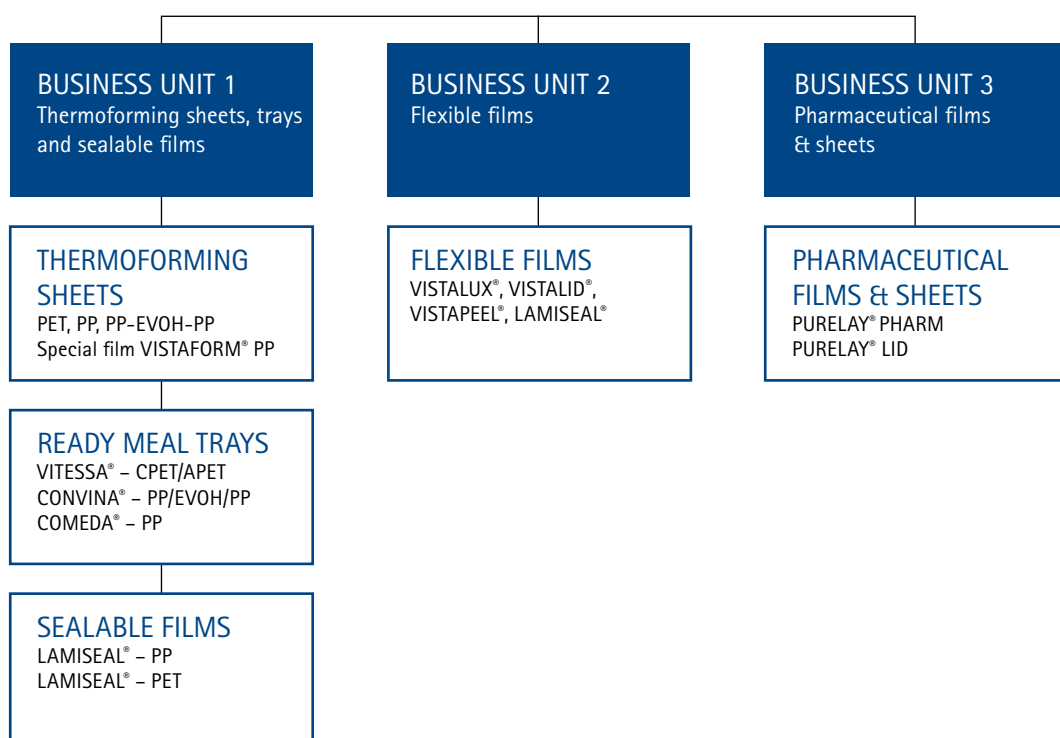 BUSINESS UNIT 1
Thermoforming sheets, trays
and sealable films
BUSINESS UNIT 2
Flexible films
BUSINESS UNIT 3
Pharmaceutical films
& sheets
THERMOFORMING
SHEETS
PET, PP, PP-EVOH-PP
Special film VISTAFORM® PP
FLEXIBLE FILMS
VISTALUX®, VISTALID®,
VISTAPEEL®, LAMISEAL®
PHARMACEUTICAL
FILMS & SHEETS
PURELAY® PHARM
PURELAY® LID
READY MEAL TRAYS
VITESSA® – CPET/APET
CONVINA® – PP/EVOH/PP
COMEDA® – PP
SEALABLE FILMS
LAMISEAL® – PP
LAMISEAL® – PET